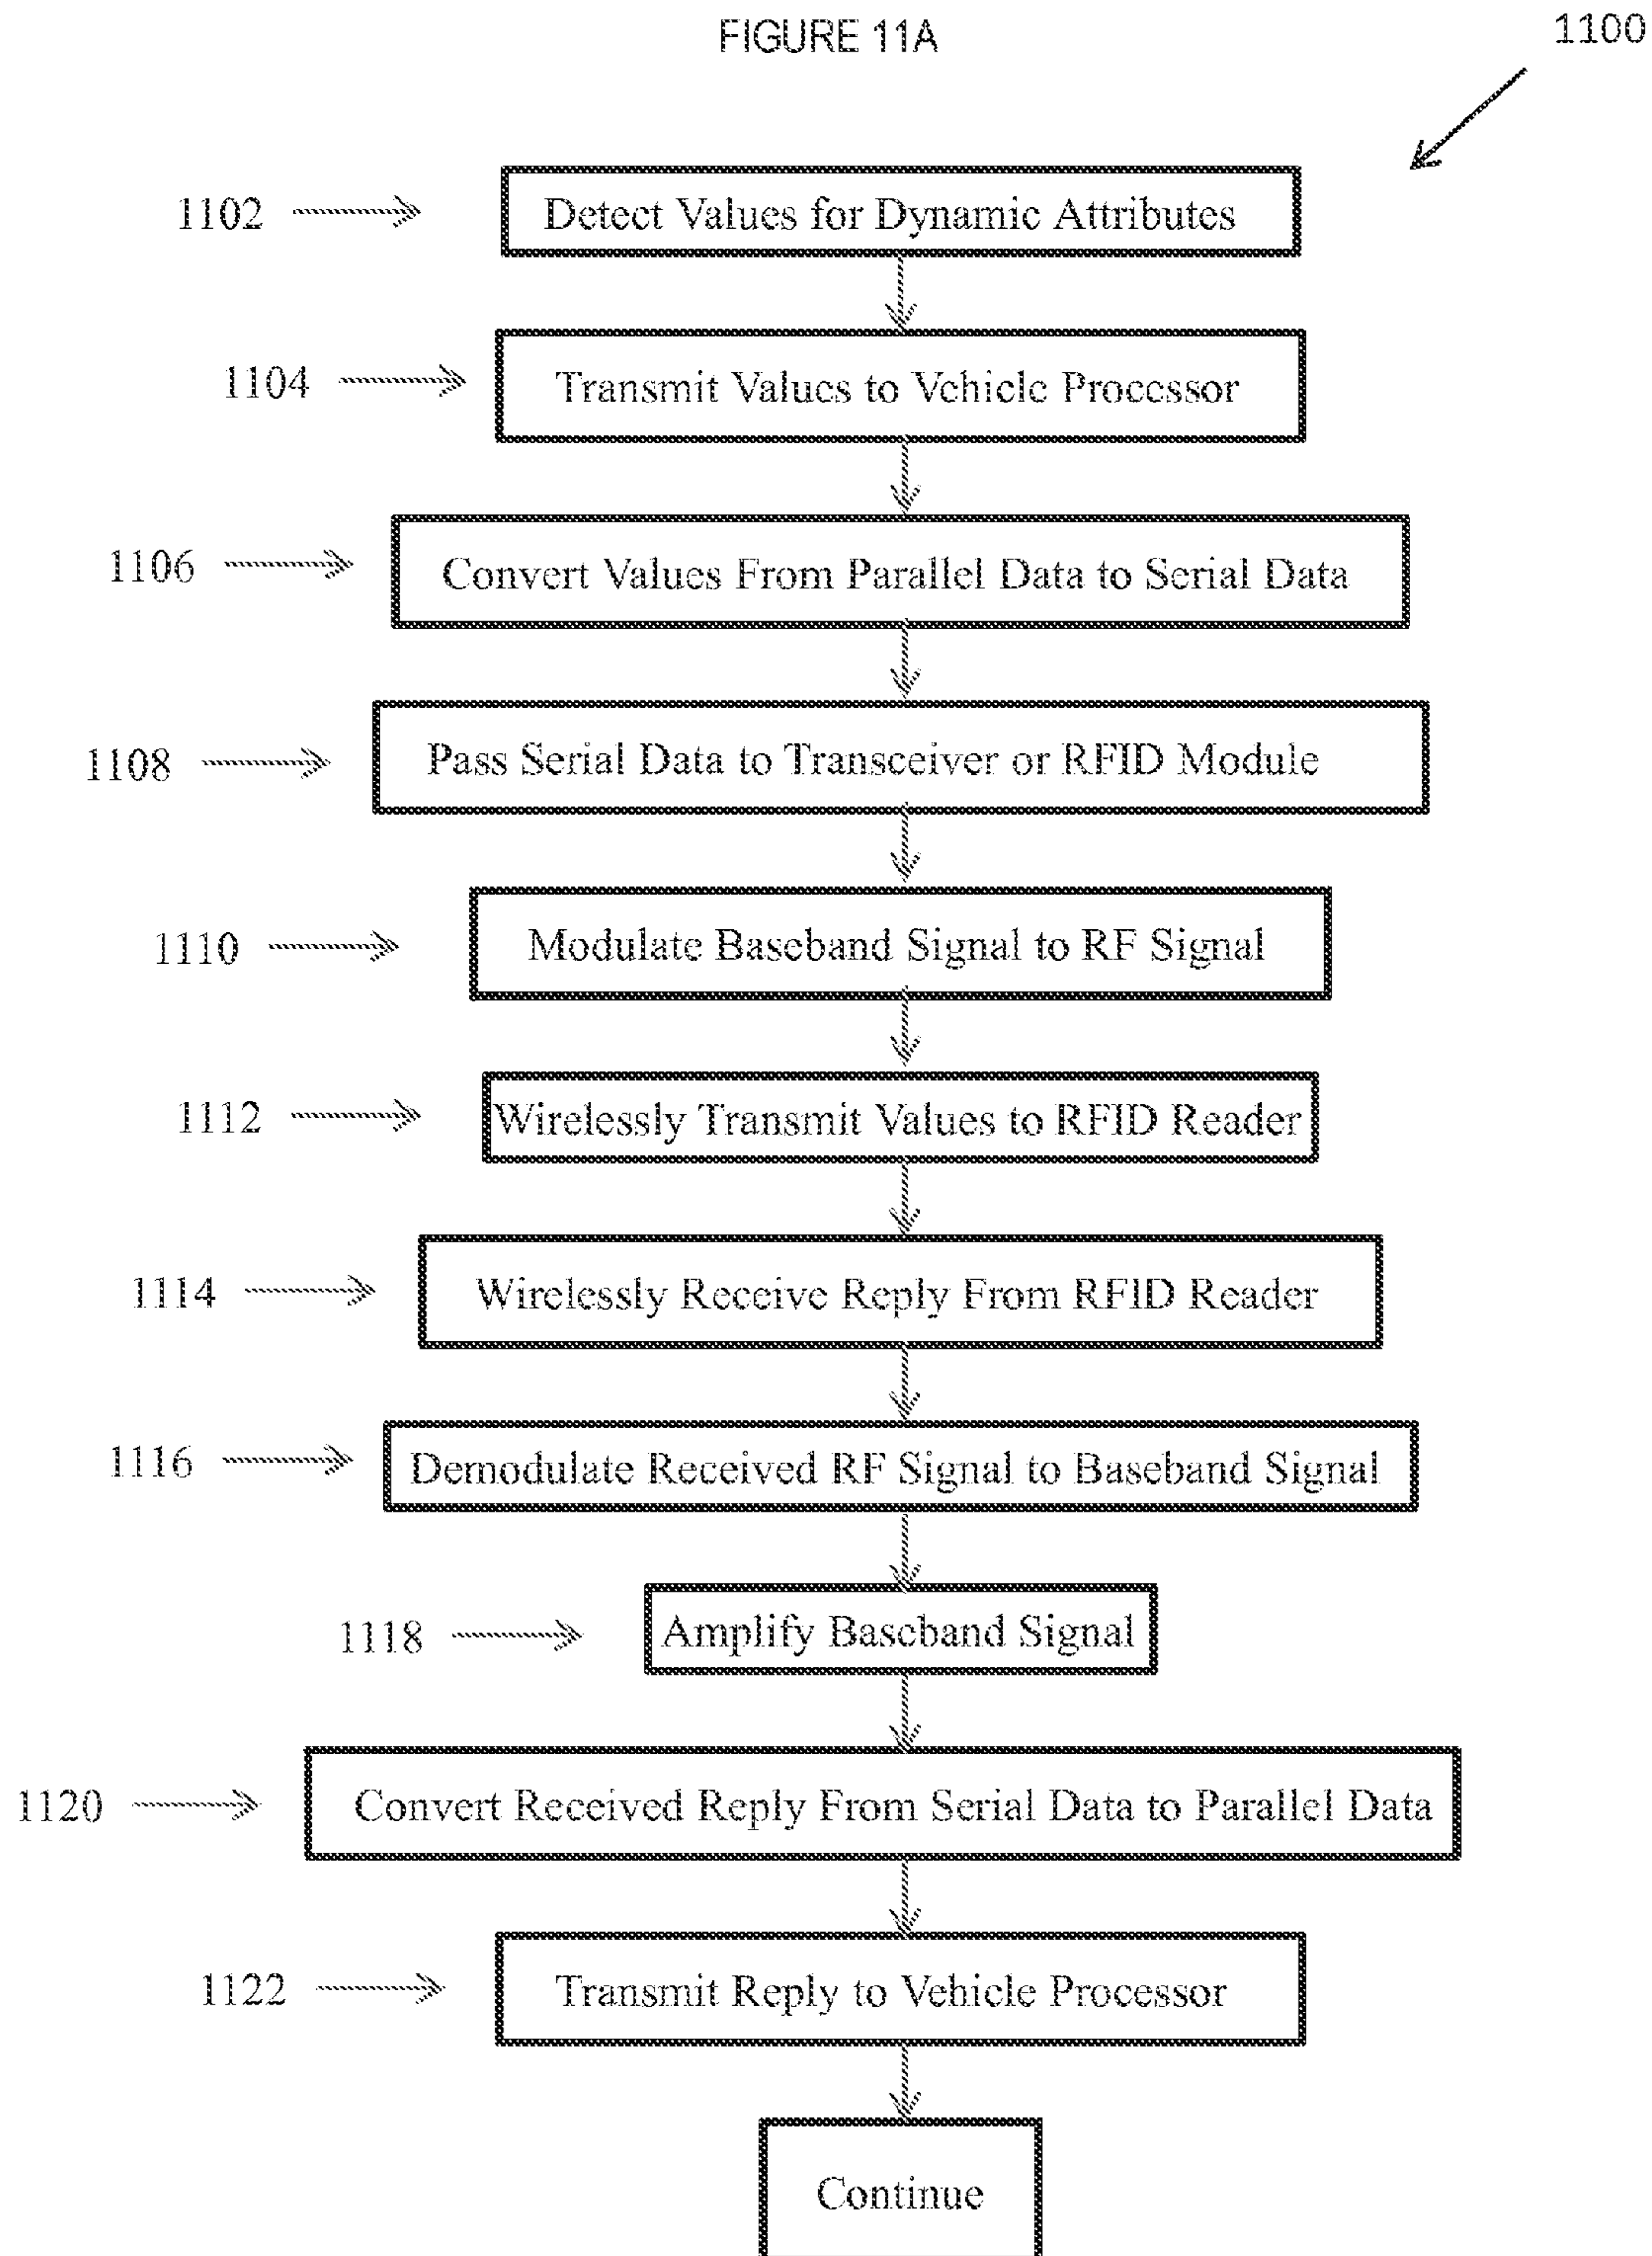 FIGURE 11A
1100
1102
Detect Values for Dynamic Attributes
1104
Transmit Values to Vehicle Processor
1106
Convert Values From Parallel Data to Serial Data
1108
Pass Serial Data to Transceiver or RFID Module
1110
Modulate Baseband Signal to RF Signal
1112
Wirelessly Transmit Values to RFID Reader
1114
Wirelessly Receive Reply From RFID Reader
1116
Demodulate Received RF Signal to Baseband Signal
1118
Amplify Baseband Signal
1120
Convert Received Reply From Serial Data to Parallel Data
1122
Transmit Reply to Vehicle Processor
Continue